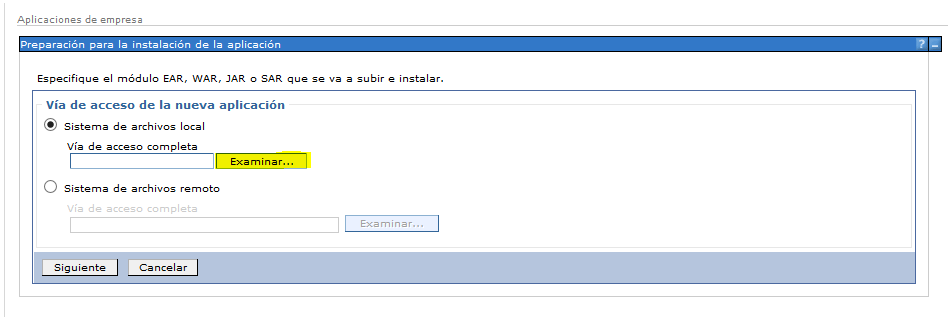 Aplicaciones de empresa
Preparación para la instalación de la aplicación ? –
Especifique el módulo EAR, WAR, JAR o SAR que se va a subir e instalar.
Vía de acceso de la nueva aplicación
Sistema de archivos local
Vía de acceso completa
Examinar...
Sistema de archivos remoto
Vía de acceso completa
Examinar...
Siguiente Cancelar